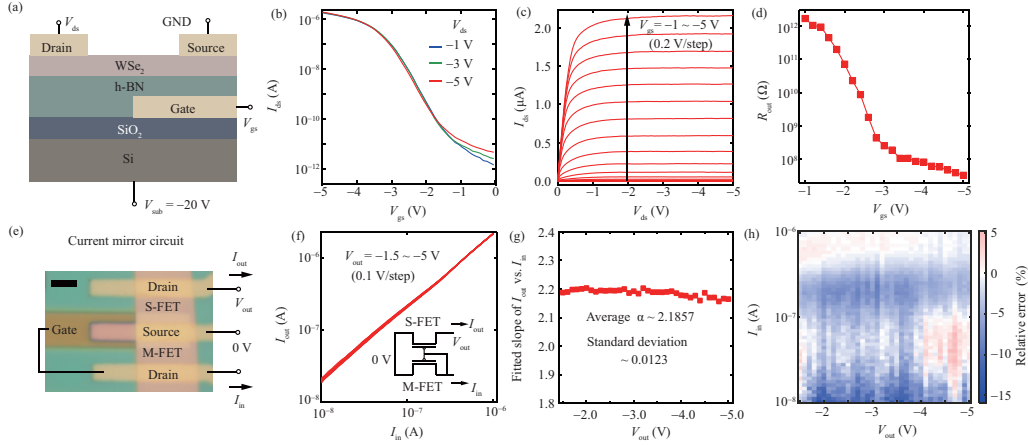 (a)
V_ds
GND
Drain
Source
WSe₂
h-BN
Gate
V_gs
SiO₂
Si
V_sub = −20 V
(b)
I_ds (A)
10⁻⁶
10⁻⁸
10⁻¹⁰
10⁻¹²
V_ds
−1 V
−3 V
−5 V
−5 −4 −3 −2 −1 0
V_gs (V)
(c)
I_ds (μA)
2.0
1.5
1.0
0.5
0.0
V_gs = −1 ~ −5 V
(0.2 V/step)
0 −1 −2 −3 −4 −5
V_ds (V)
(d)
R_out (Ω)
10¹²
10¹¹
10¹⁰
10⁹
10⁸
−1 −2 −3 −4 −5
V_gs (V)
(e)
Current mirror circuit
I_out
Drain
V_out
S-FET
Gate
Source
0 V
M-FET
Drain
I_in
(f)
I_out (A)
10⁻⁶
10⁻⁷
10⁻⁸
V_out = −1.5 ~ −5 V
(0.1 V/step)
S-FET
I_out
V_out
0 V
M-FET
I_in
10⁻⁸ 10⁻⁷ 10⁻⁶
I_in (A)
(g)
Fitted slope of I_out vs. I_in
2.4
2.3
2.2
2.1
2.0
1.9
1.8
Average α ~ 2.1857
Standard deviation
~ 0.0123
−2.0 −3.0 −4.0 −5.0
V_out (V)
(h)
I_in (A)
10⁻⁶
10⁻⁷
10⁻⁸
−2 −3 −4 −5
V_out (V)
5
0
−5
−10
−15
Relative error (%)